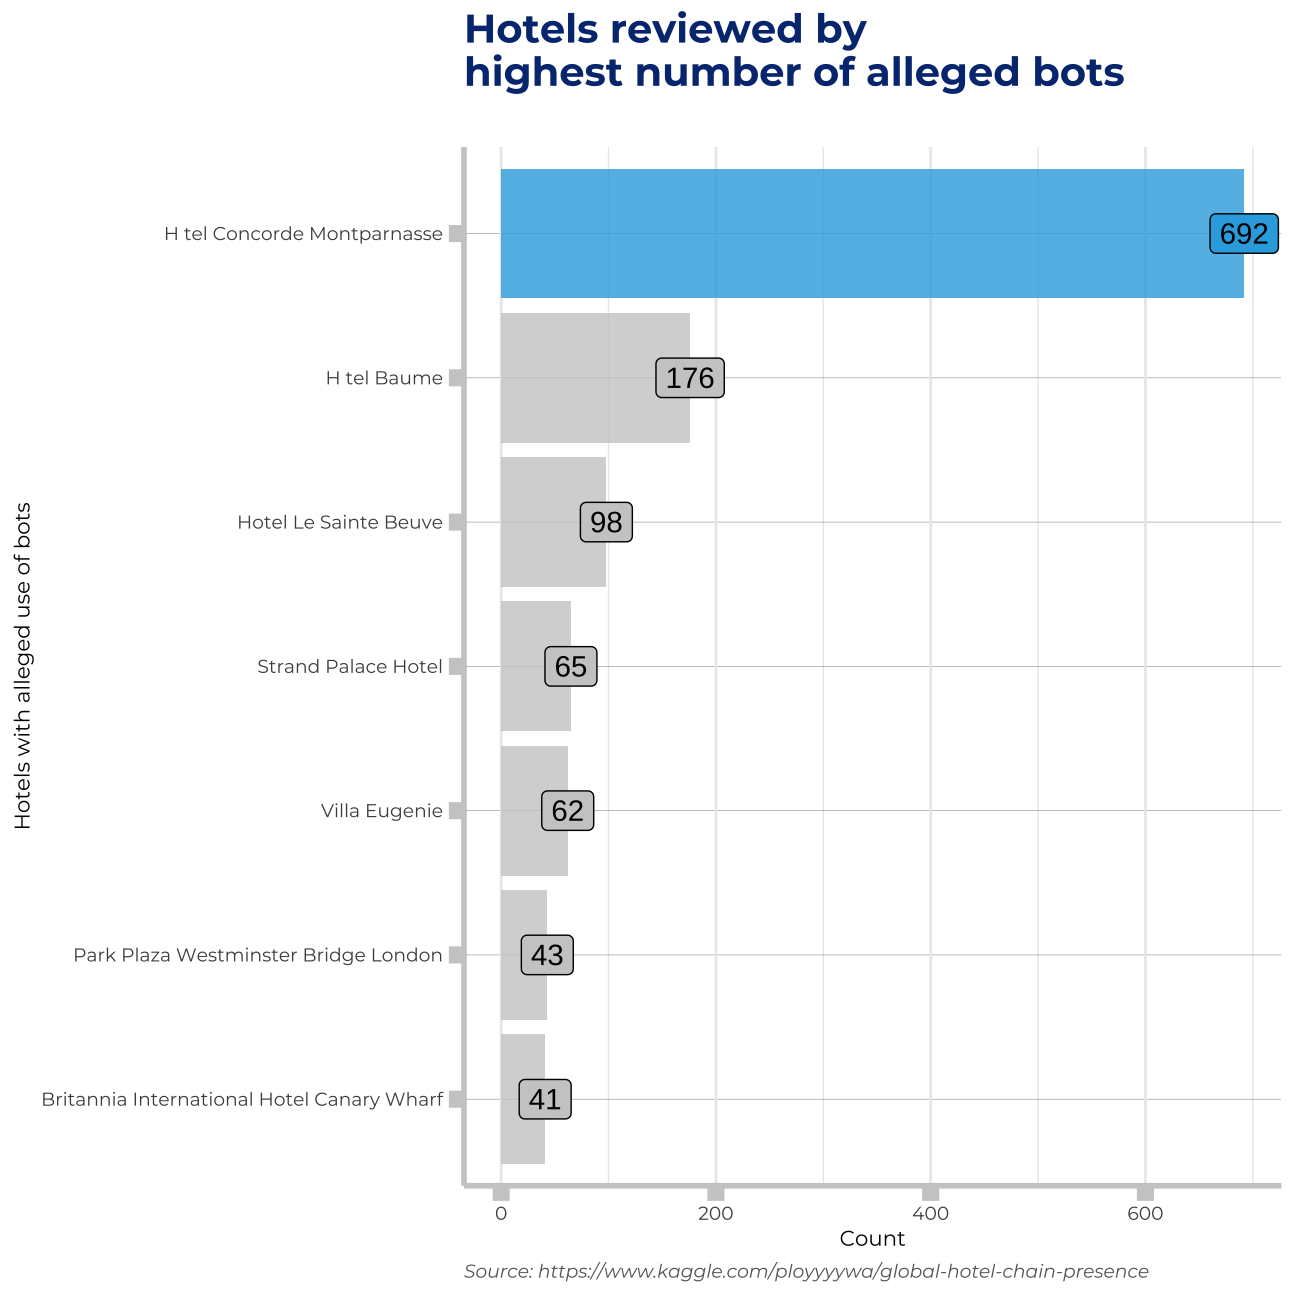 Hotels reviewed by
highest number of alleged bots
Hotels with alleged use of bots
H tel Concorde Montparnasse
692
H tel Baume
176
Hotel Le Sainte Beuve
98
Strand Palace Hotel
65
Villa Eugenie
62
Park Plaza Westminster Bridge London
43
Britannia International Hotel Canary Wharf
41
0 200 400 600
Count
Source: https://www.kaggle.com/ployyyywa/global-hotel-chain-presence